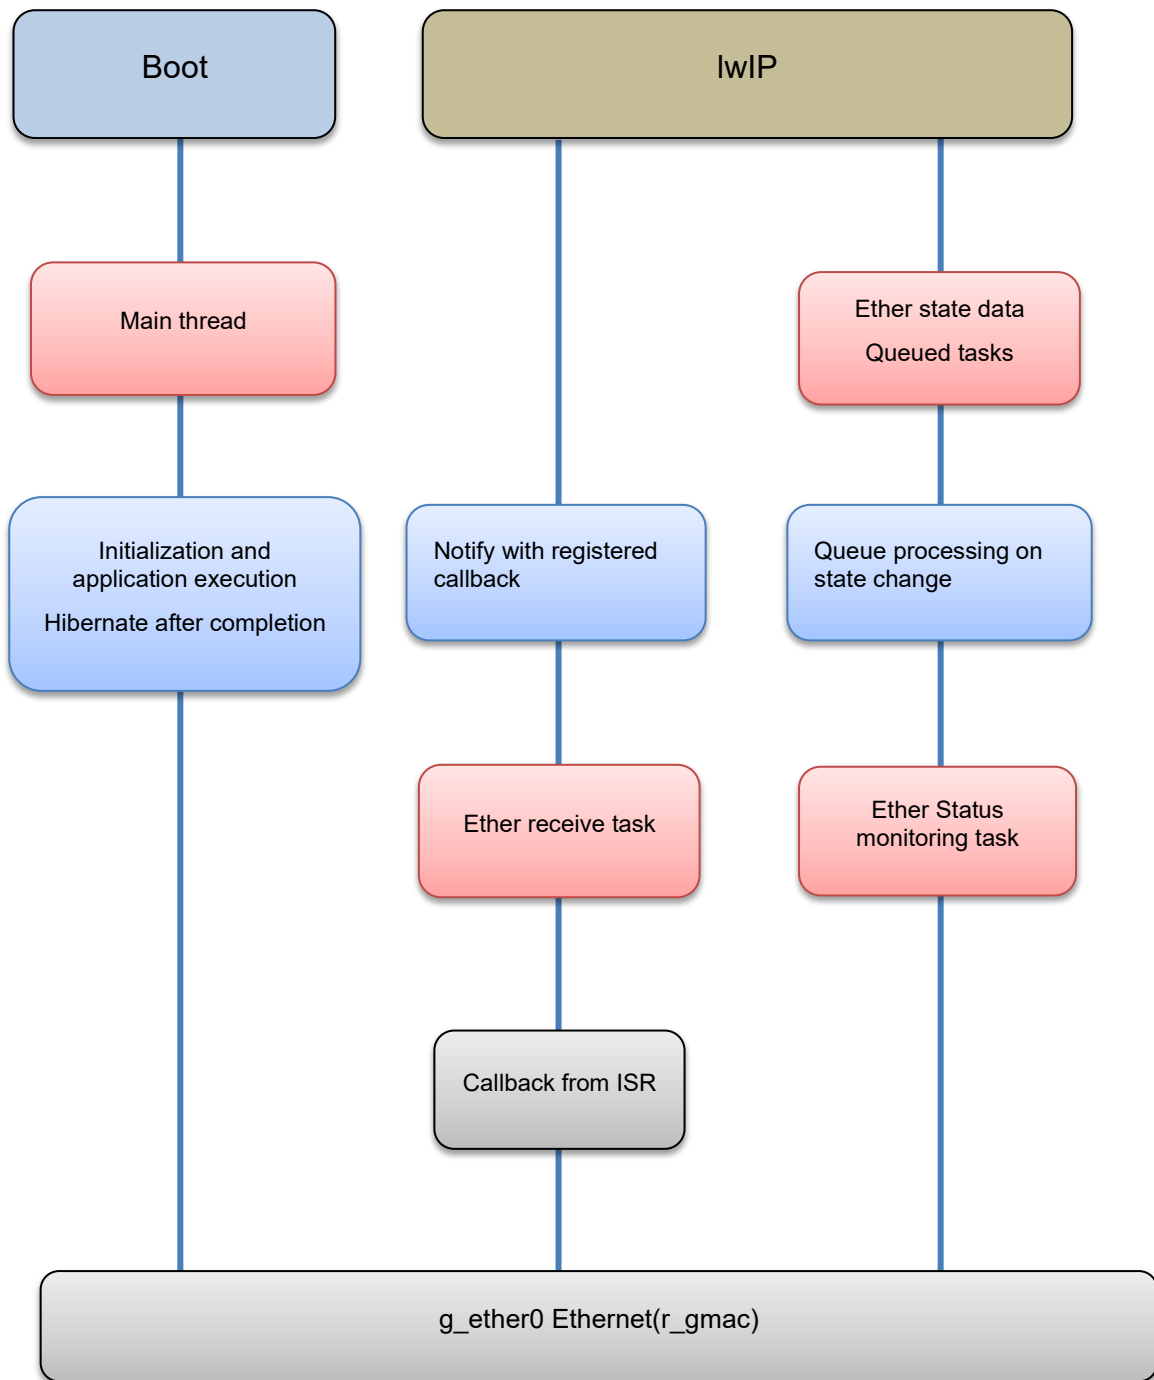 Boot
lwIP
Main thread
Ether state data
Queued tasks
Initialization and
application execution
Hibernate after completion
Notify with registered
callback
Queue processing on
state change
Ether receive task
Ether Status
monitoring task
Callback from ISR
g_ether0 Ethernet(r_gmac)